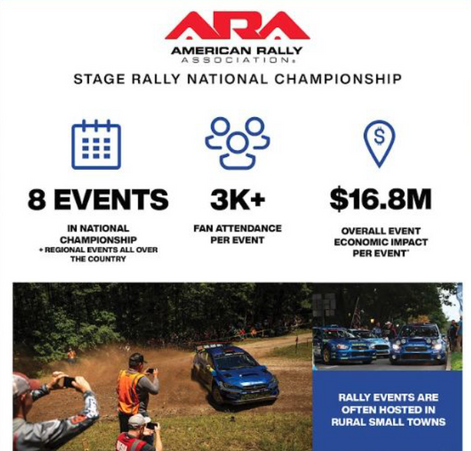 ARA
AMERICAN RALLY
ASSOCIATION®
STAGE RALLY NATIONAL CHAMPIONSHIP
8 EVENTS
IN NATIONAL
CHAMPIONSHIP
+ REGIONAL EVENTS ALL OVER
THE COUNTRY
3K+
FAN ATTENDANCE
PER EVENT
$
$16.8M
OVERALL EVENT
ECONOMIC IMPACT
PER EVENT*
RALLY EVENTS ARE
OFTEN HOSTED IN
RURAL SMALL TOWNS